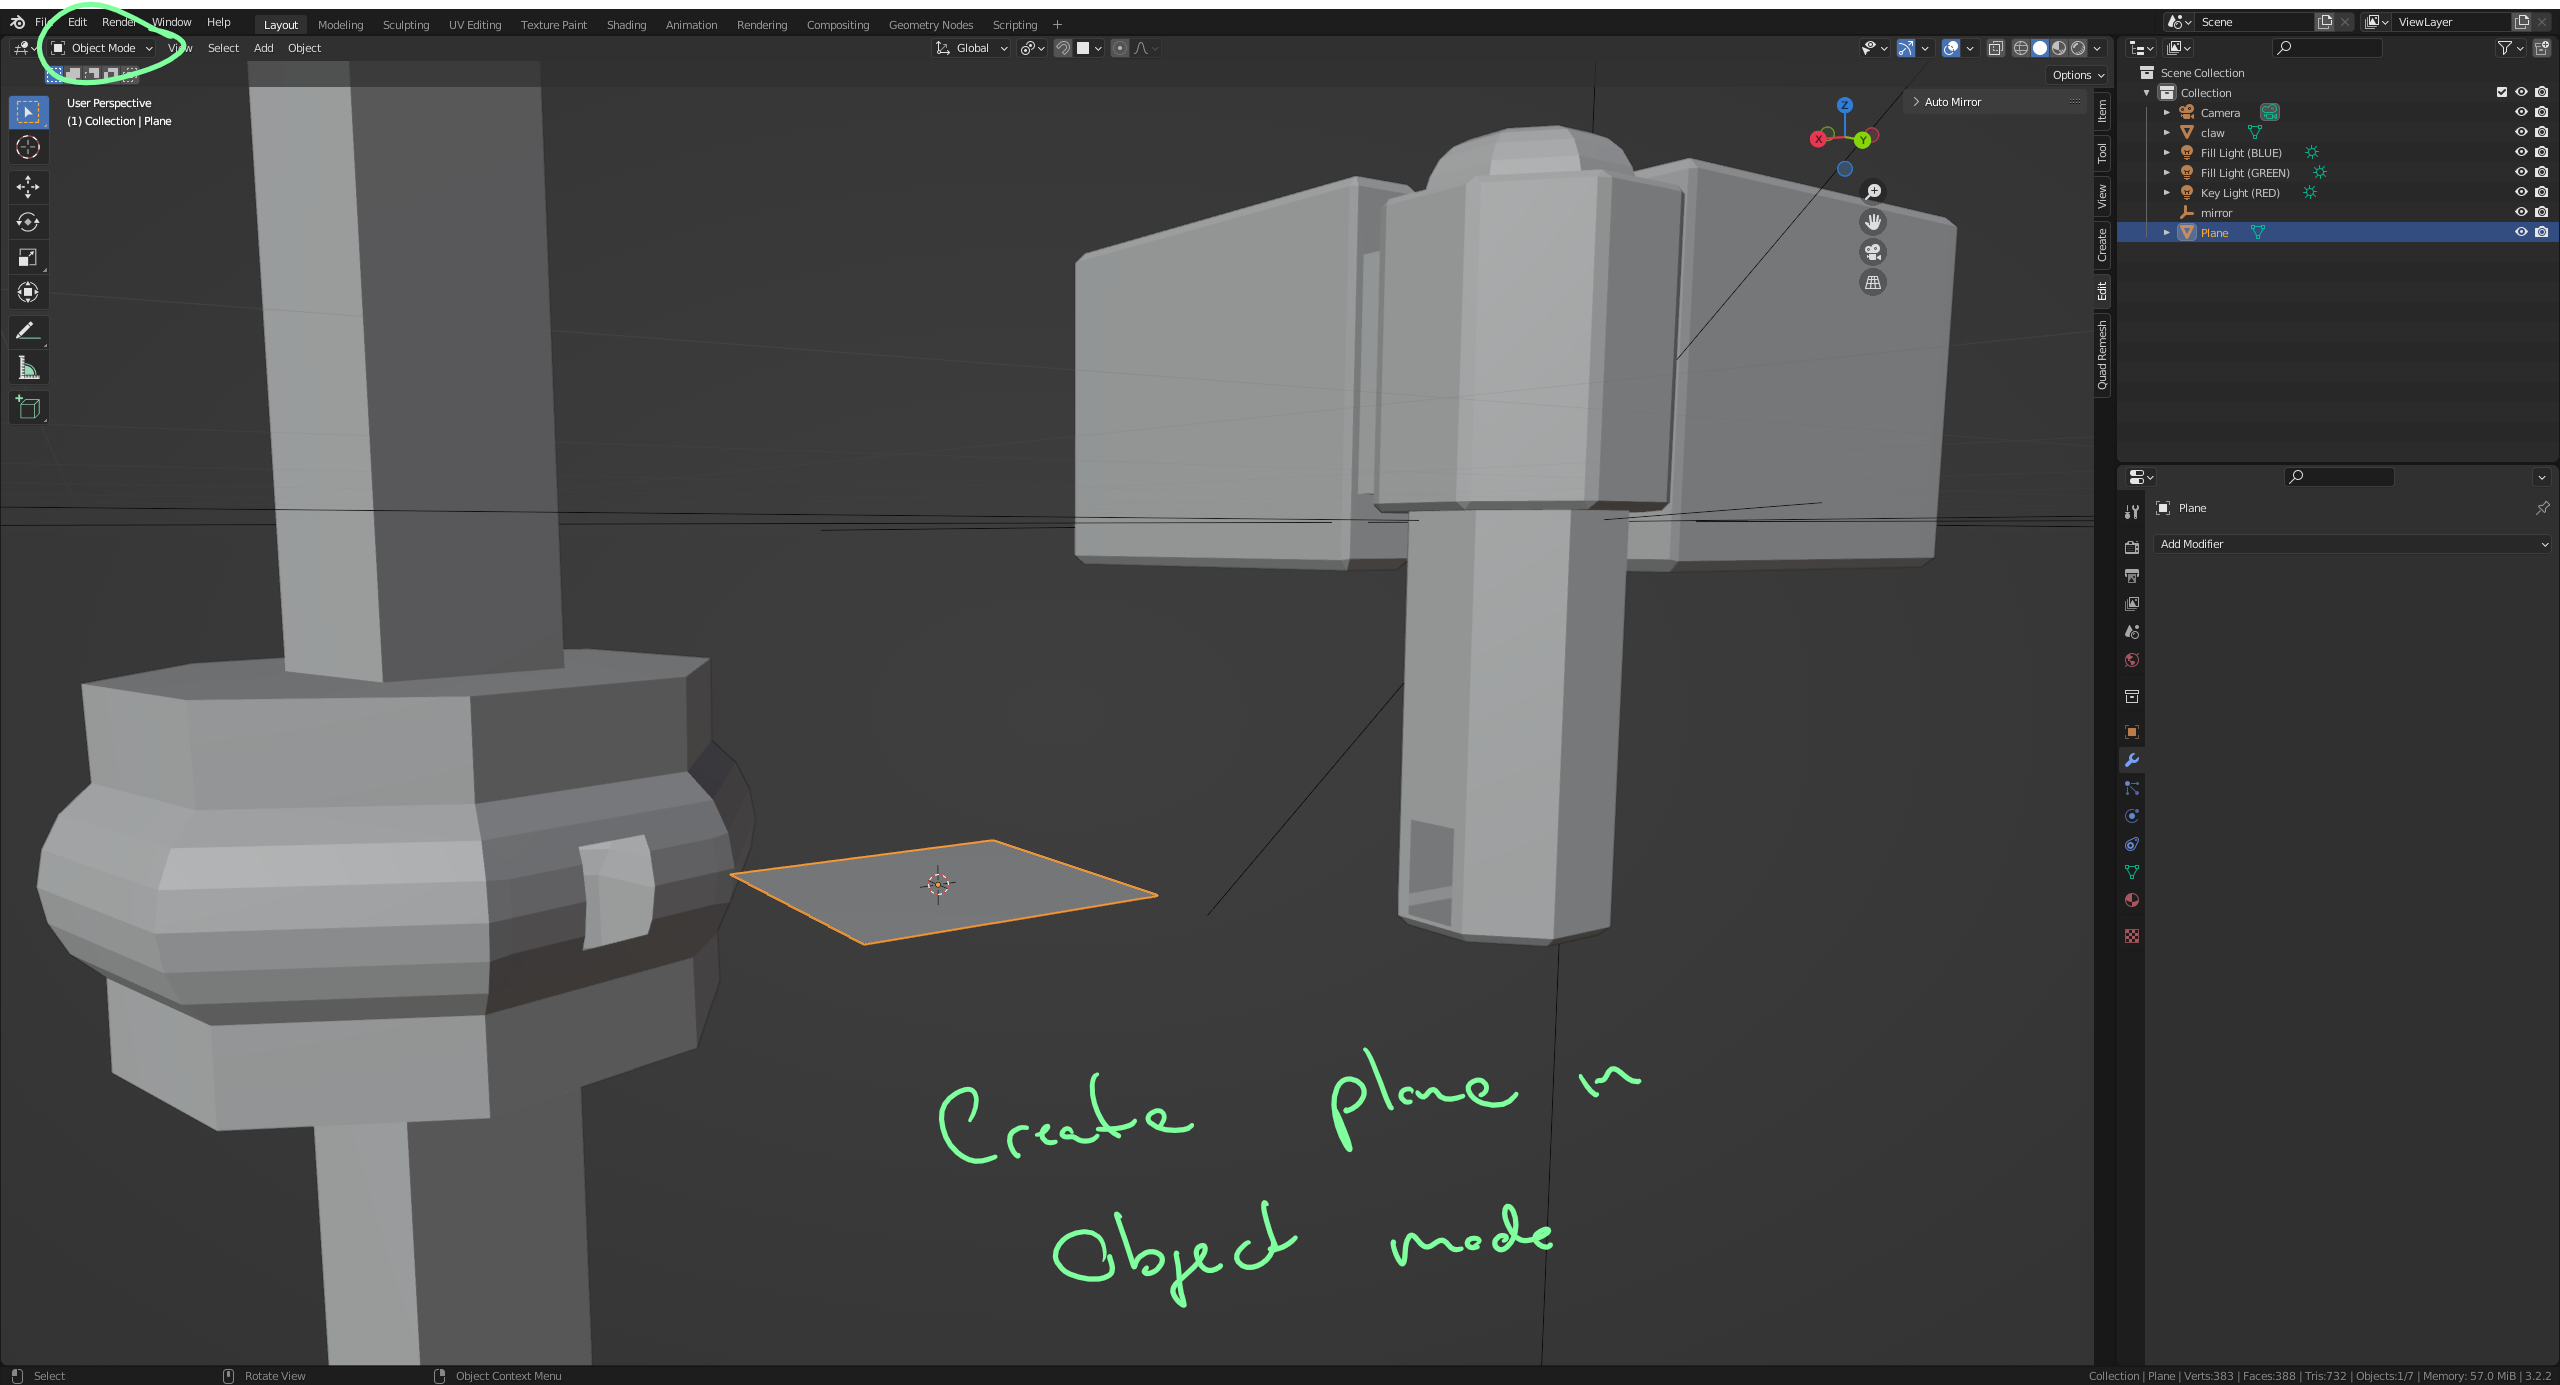 File Edit Render Window Help Layout Modeling Sculpting UV Editing Texture Paint Shading Animation Rendering Compositing Geometry Nodes Scripting + Scene ViewLayer
Object Mode View Select Add Object Global
Options
User Perspective
(1) Collection | Plane
Auto Mirror
Z
X
Y
Item
Tool
View
Create
Edit
Quad Remesh
Scene Collection
Collection
Camera
claw
Fill Light (BLUE)
Fill Light (GREEN)
Key Light (RED)
mirror
Plane
Plane
Add Modifier
Create plane in
Object mode
Select Rotate View Object Context Menu
Collection | Plane | Verts:383 | Faces:388 | Tris:732 | Objects:1/7 | Memory: 57.0 MiB | 3.2.2